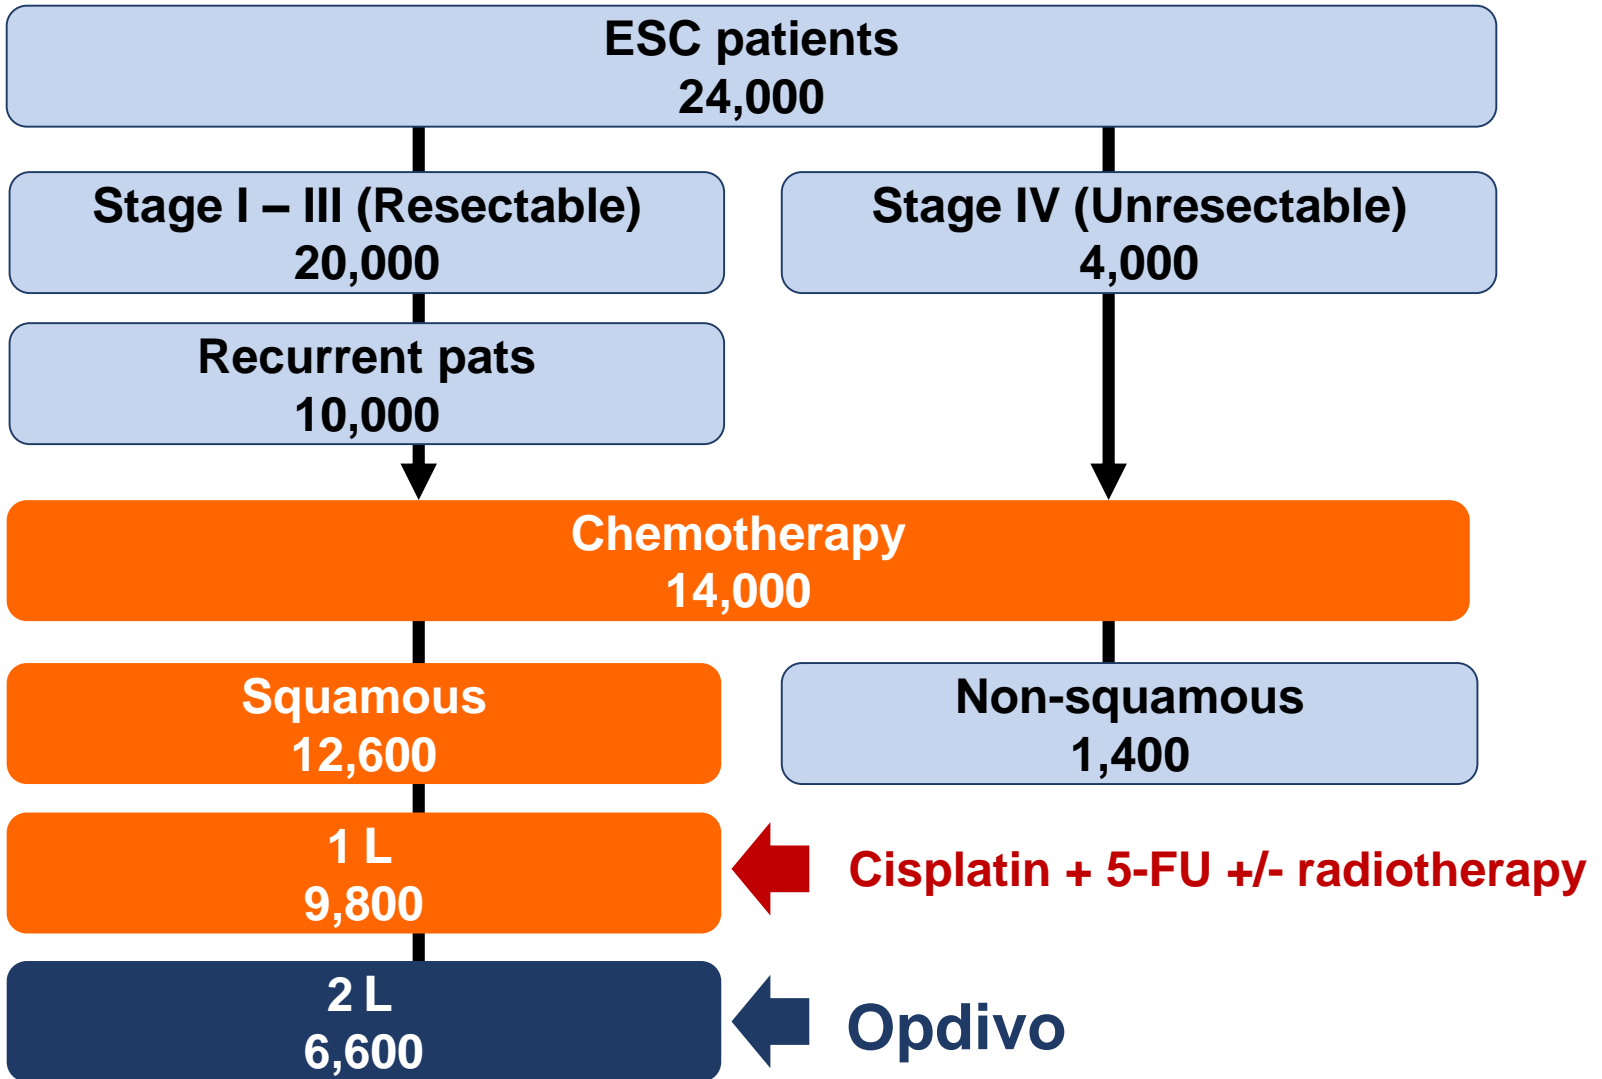 ESC patients
24,000
Stage I – III (Resectable)
20,000
Stage IV (Unresectable)
4,000
Recurrent pats
10,000
Chemotherapy
14,000
Squamous
12,600
Non-squamous
1,400
1 L
9,800
Cisplatin + 5-FU +/- radiotherapy
2 L
6,600
Opdivo